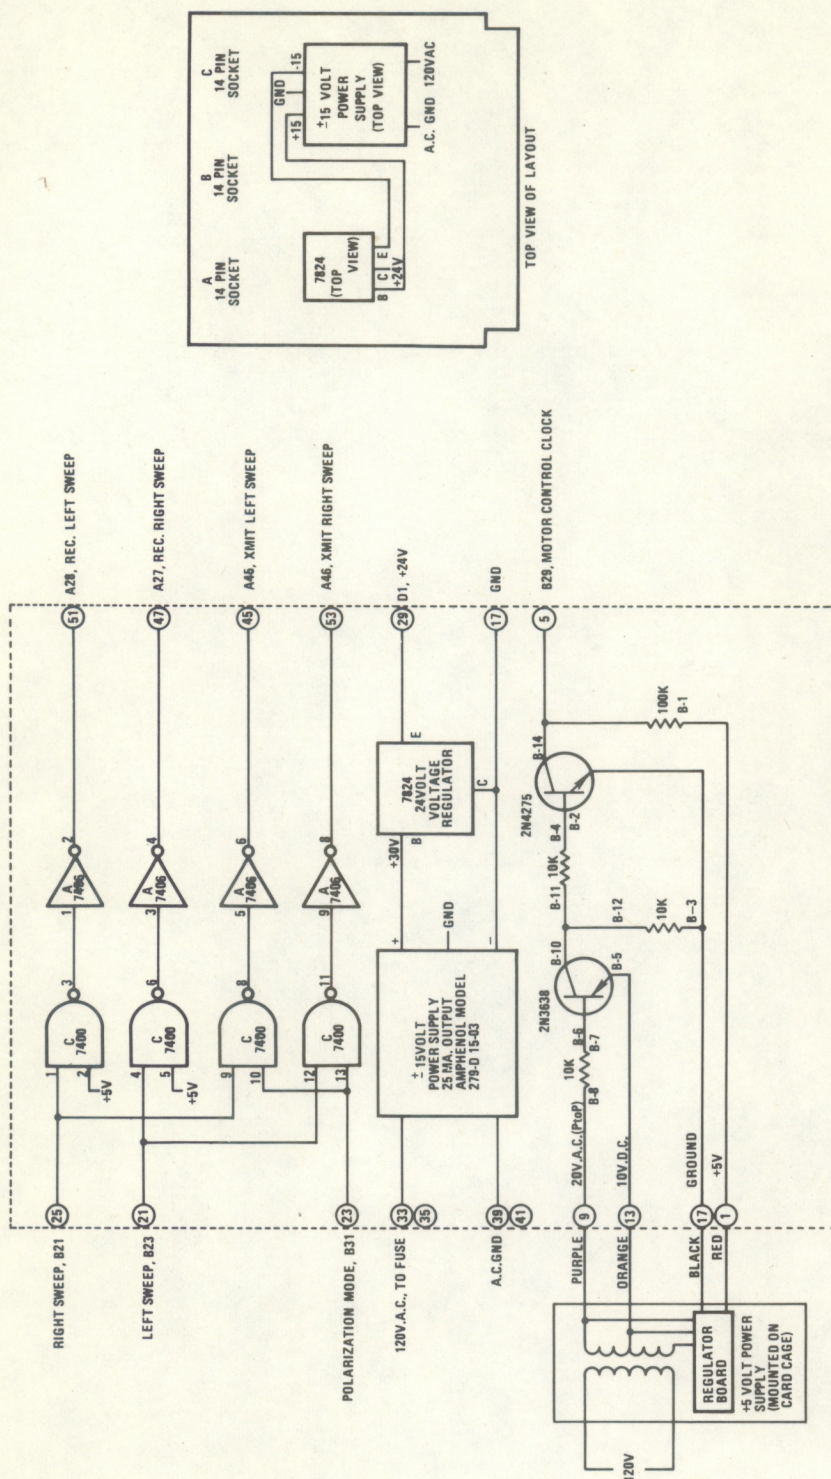 RIGHT SWEEP, B21
25
1
2
+5V
C
7400
3
1
A
7406
2
51
A28, REC. LEFT SWEEP
LEFT SWEEP, B23
21
4
5
+5V
C
7400
6
3
A
7406
4
47
A27, REC. RIGHT SWEEP
9
10
C
7400
8
5
A
7406
6
45
A45, XMIT LEFT SWEEP
POLARIZATION MODE, B31
23
12
13
C
7400
11
9
A
7406
8
53
A46, XMIT RIGHT SWEEP
120V.A.C., TO FUSE
33
35
A.C.GND
39
41
± 15VOLT
POWER SUPPLY
25 MA. OUTPUT
AMPHENOL MODEL
279-D 15-03
+
GND
−
+30V
B
7824
24VOLT
VOLTAGE
REGULATOR
E
C
29
D1, +24V
17
GND
120V
PURPLE
9
20V.A.C.(PtoP)
B-8
10K
B-7
B-6
2N3638
B-10
B-5
ORANGE
13
10V.D.C.
B-11
10K
B-4
2N4275
B-14
B-2
5
B29, MOTOR CONTROL CLOCK
B-12
10K
B-3
100K
B-1
BLACK
17
GROUND
RED
1
+5V
REGULATOR
BOARD
+5 VOLT POWER
SUPPLY
(MOUNTED ON
CARD CAGE)
A
14 PIN
SOCKET
B
14 PIN
SOCKET
C
14 PIN
SOCKET
7824
(TOP
VIEW)
B
C
E
+24V
+15
GND
-15
±15 VOLT
POWER
SUPPLY
(TOP VIEW)
A.C. GND
120VAC
TOP VIEW OF LAYOUT